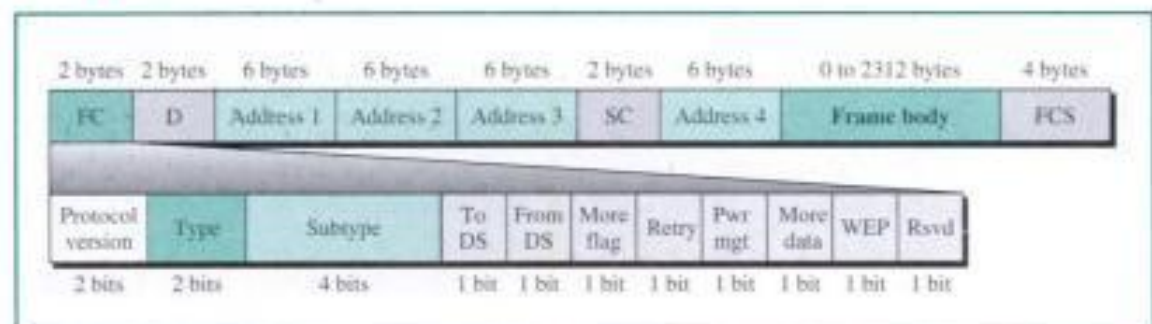 2 bytes 2 bytes 6 bytes 6 bytes 6 bytes 2 bytes 6 bytes 0 to 2312 bytes 4 bytes
FC D Address 1 Address 2 Address 3 SC Address 4 Frame body FCS
Protocol version Type Subtype To DS From DS More flag Retry Pwr mgt More data WEP Rsvd
2 bits 2 bits 4 bits 1 bit 1 bit 1 bit 1 bit 1 bit 1 bit 1 bit 1 bit